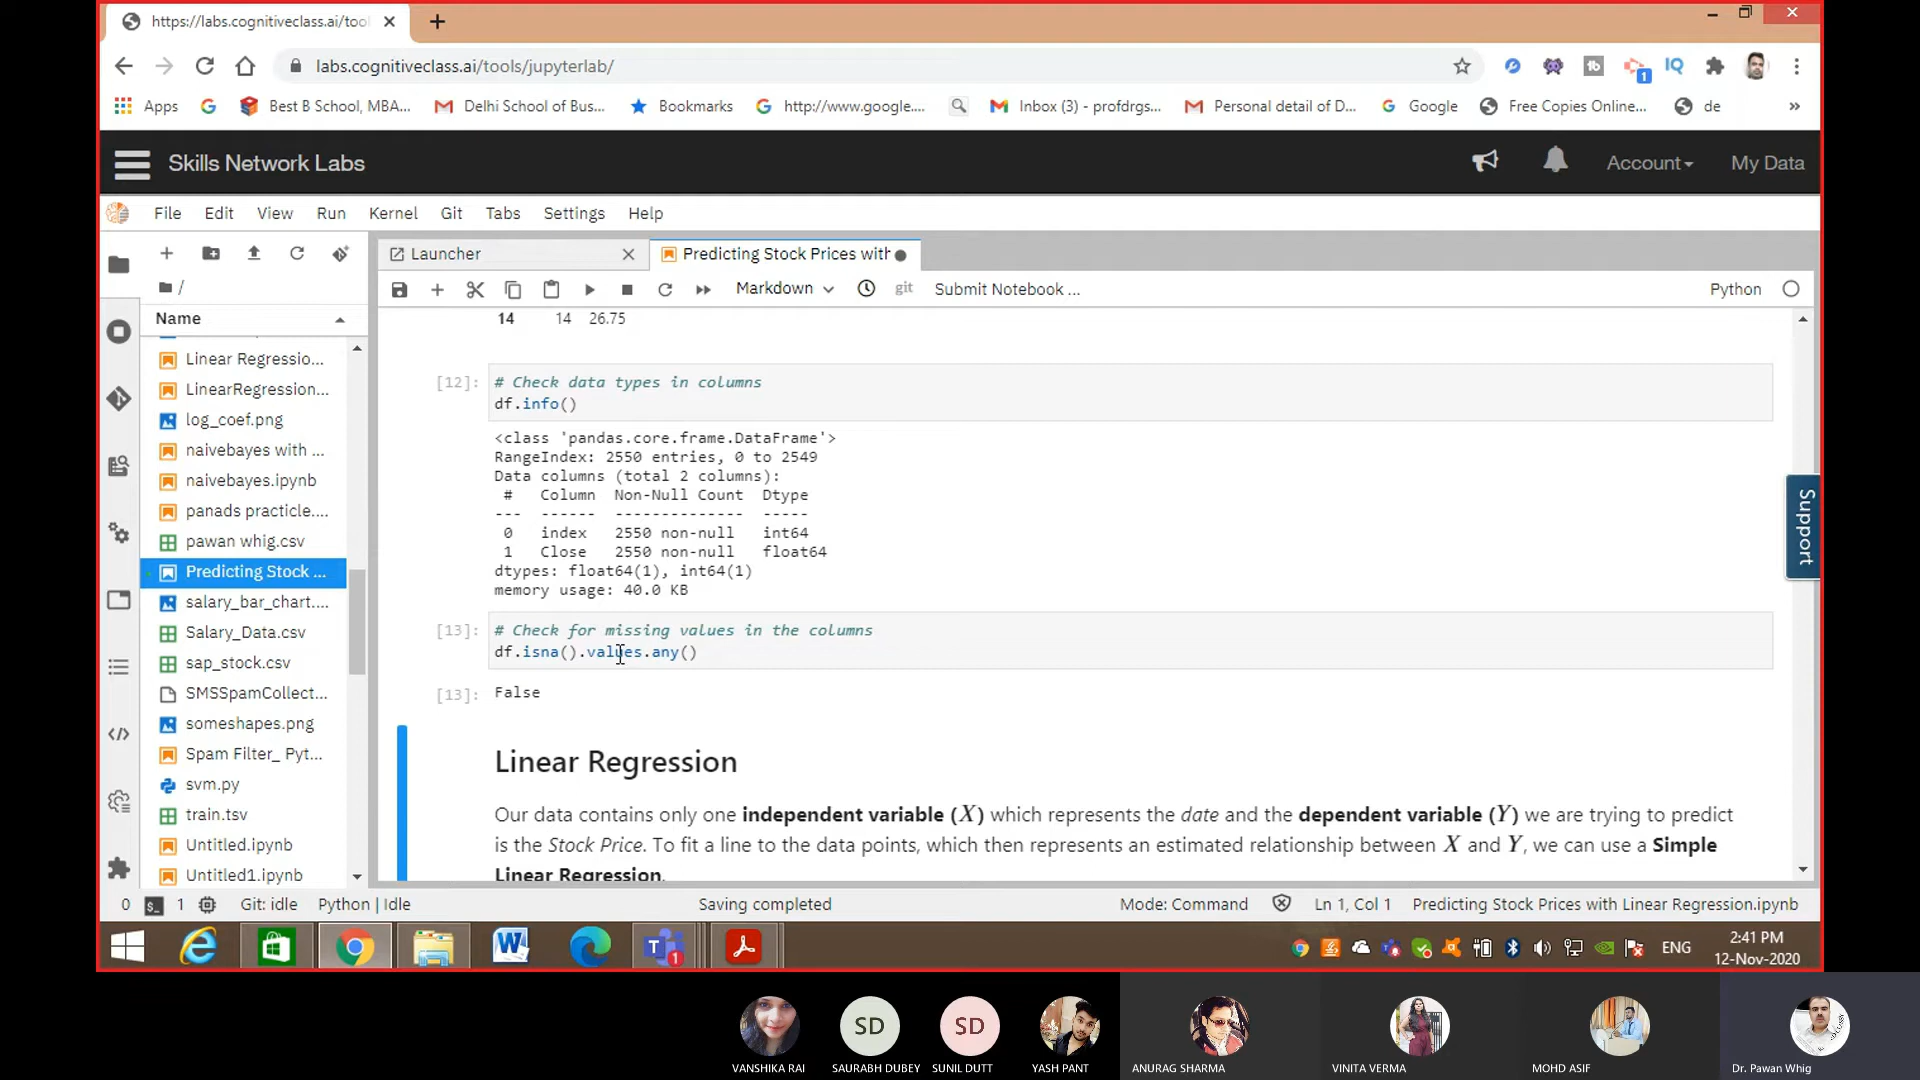 https://labs.cognitiveclass.ai/tool
labs.cognitiveclass.ai/tools/jupyterlab/
1
IQ
Apps
Best B School, MBA...
Delhi School of Bus...
Bookmarks
http://www.google....
Inbox (3) - profdrgs...
Personal detail of D...
Google
Free Copies Online...
de
»
Skills Network Labs
Account
My Data
File Edit View Run Kernel Git Tabs Settings Help
Launcher
Predicting Stock Prices with
/
Markdown
git
Submit Notebook ...
Python
Name
Linear Regressio...
LinearRegression...
log_coef.png
naivebayes with ...
naivebayes.ipynb
panads practicle....
pawan whig.csv
Predicting Stock ...
salary_bar_chart....
Salary_Data.csv
sap_stock.csv
SMSSpamCollect...
someshapes.png
Spam Filter_ Pyt...
svm.py
train.tsv
Untitled.ipynb
Untitled1.ipynb
14 14 26.75
[12]: # Check data types in columns
df.info()
<class 'pandas.core.frame.DataFrame'>
RangeIndex: 2550 entries, 0 to 2549
Data columns (total 2 columns):
# Column Non-Null Count Dtype
--- ------ -------------- -----
0 index 2550 non-null int64
1 Close 2550 non-null float64
dtypes: float64(1), int64(1)
memory usage: 40.0 KB
[13]: # Check for missing values in the columns
df.isna().values.any()
[13]: False
Linear Regression
Our data contains only one independent variable (X) which represents the date and the dependent variable (Y) we are trying to predict
is the Stock Price. To fit a line to the data points, which then represents an estimated relationship between X and Y, we can use a Simple
Linear Regression.
Support
0 1 Git: idle Python | Idle Saving completed Mode: Command Ln 1, Col 1 Predicting Stock Prices with Linear Regression.ipynb
1
ENG
2:41 PM
12-Nov-2020
SD
SD
VANSHIKA RAI
SAURABH DUBEY
SUNIL DUTT
YASH PANT
ANURAG SHARMA
VINITA VERMA
MOHD ASIF
Dr. Pawan Whig